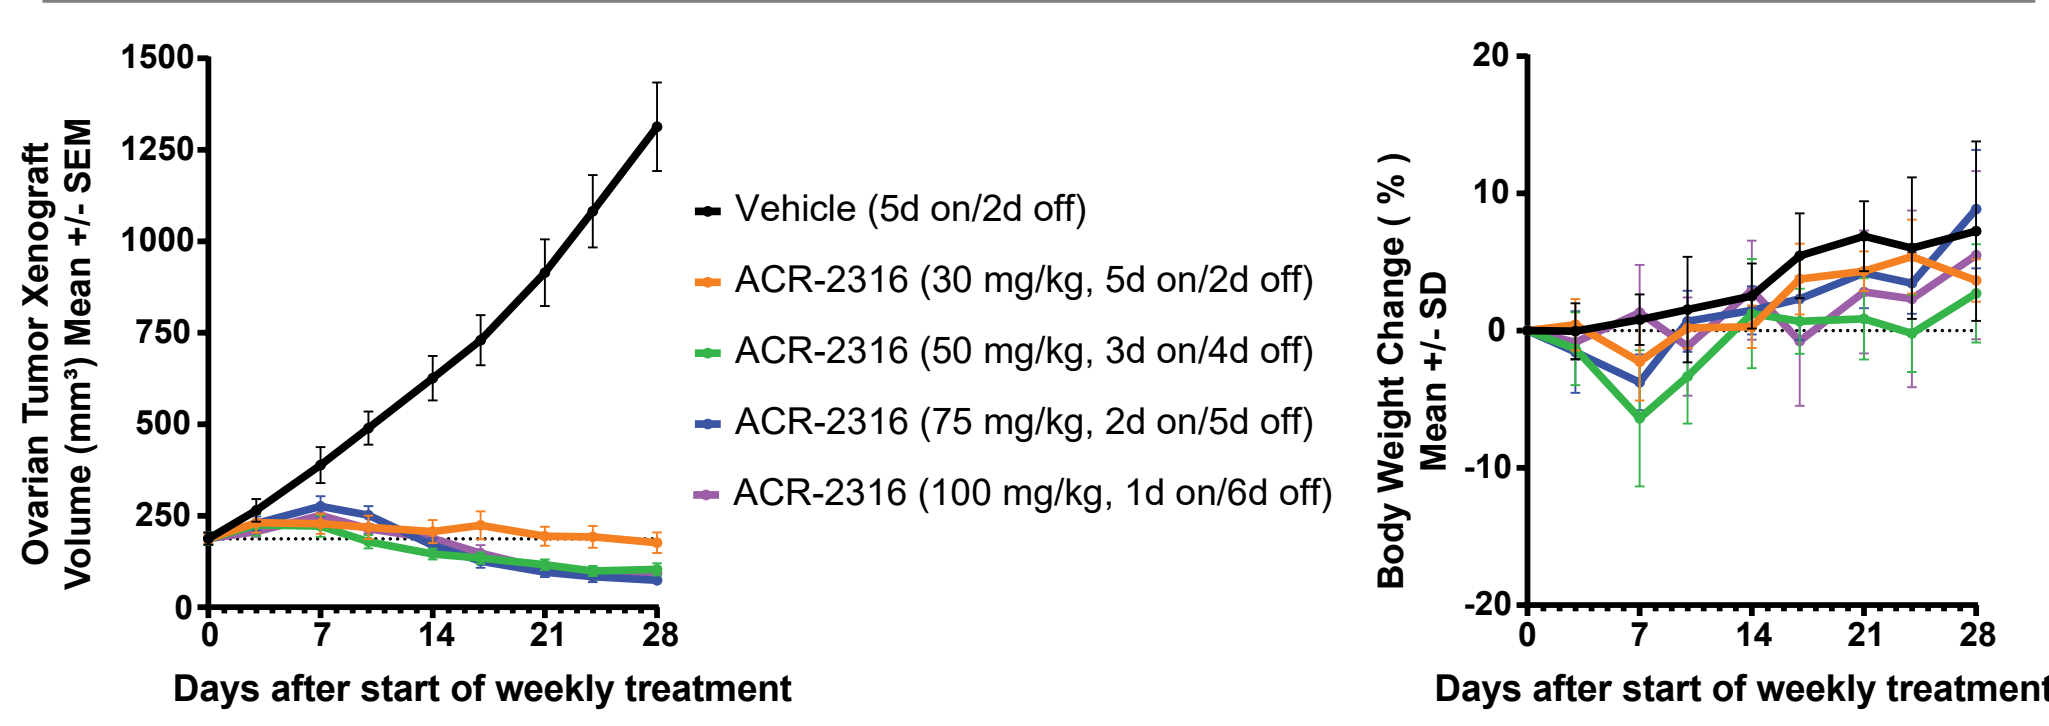 Ovarian Tumor Xenograft
Volume (mm³) Mean +/- SEM
1500
1250
1000
750
500
250
0
0 7 14 21 28
Days after start of weekly treatment
Vehicle (5d on/2d off)
ACR-2316 (30 mg/kg, 5d on/2d off)
ACR-2316 (50 mg/kg, 3d on/4d off)
ACR-2316 (75 mg/kg, 2d on/5d off)
ACR-2316 (100 mg/kg, 1d on/6d off)
Body Weight Change ( % )
Mean +/- SD
20
10
0
-10
-20
0 7 14 21 28
Days after start of weekly treatment